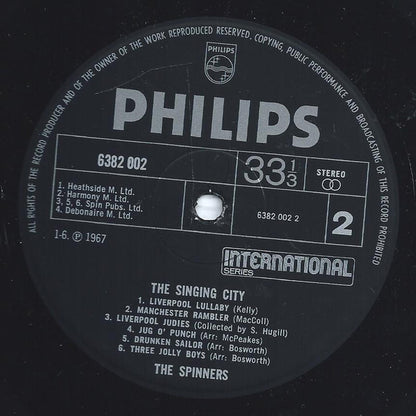 ALL RIGHTS OF THE RECORD PRODUCER AND OF THE OWNER OF THE WORK REPRODUCED RESERVED, COPYING, PUBLIC PERFORMANCE AND BROADCASTING OF THIS RECORD PROHIBITED
PHILIPS
PHILIPS
6382 002
33 1/3
STEREO
1. Heathside M. Ltd.
2. Harmony M. Ltd.
3, 5, 6. Spin Pubs. Ltd.
4. Debonaire M. Ltd.
6382 002 2
2
1-6. ℗ 1967
INTERNATIONAL
SERIES
THE SINGING CITY
1. LIVERPOOL LULLABY (Kelly)
2. MANCHESTER RAMBLER (MacColl)
3. LIVERPOOL JUDIES (Collected by S. Hugill)
4. JUG O' PUNCH (Arr: McPeakes)
5. DRUNKEN SAILOR (Arr: Bosworth)
6. THREE JOLLY BOYS (Arr: Bosworth)
THE SPINNERS